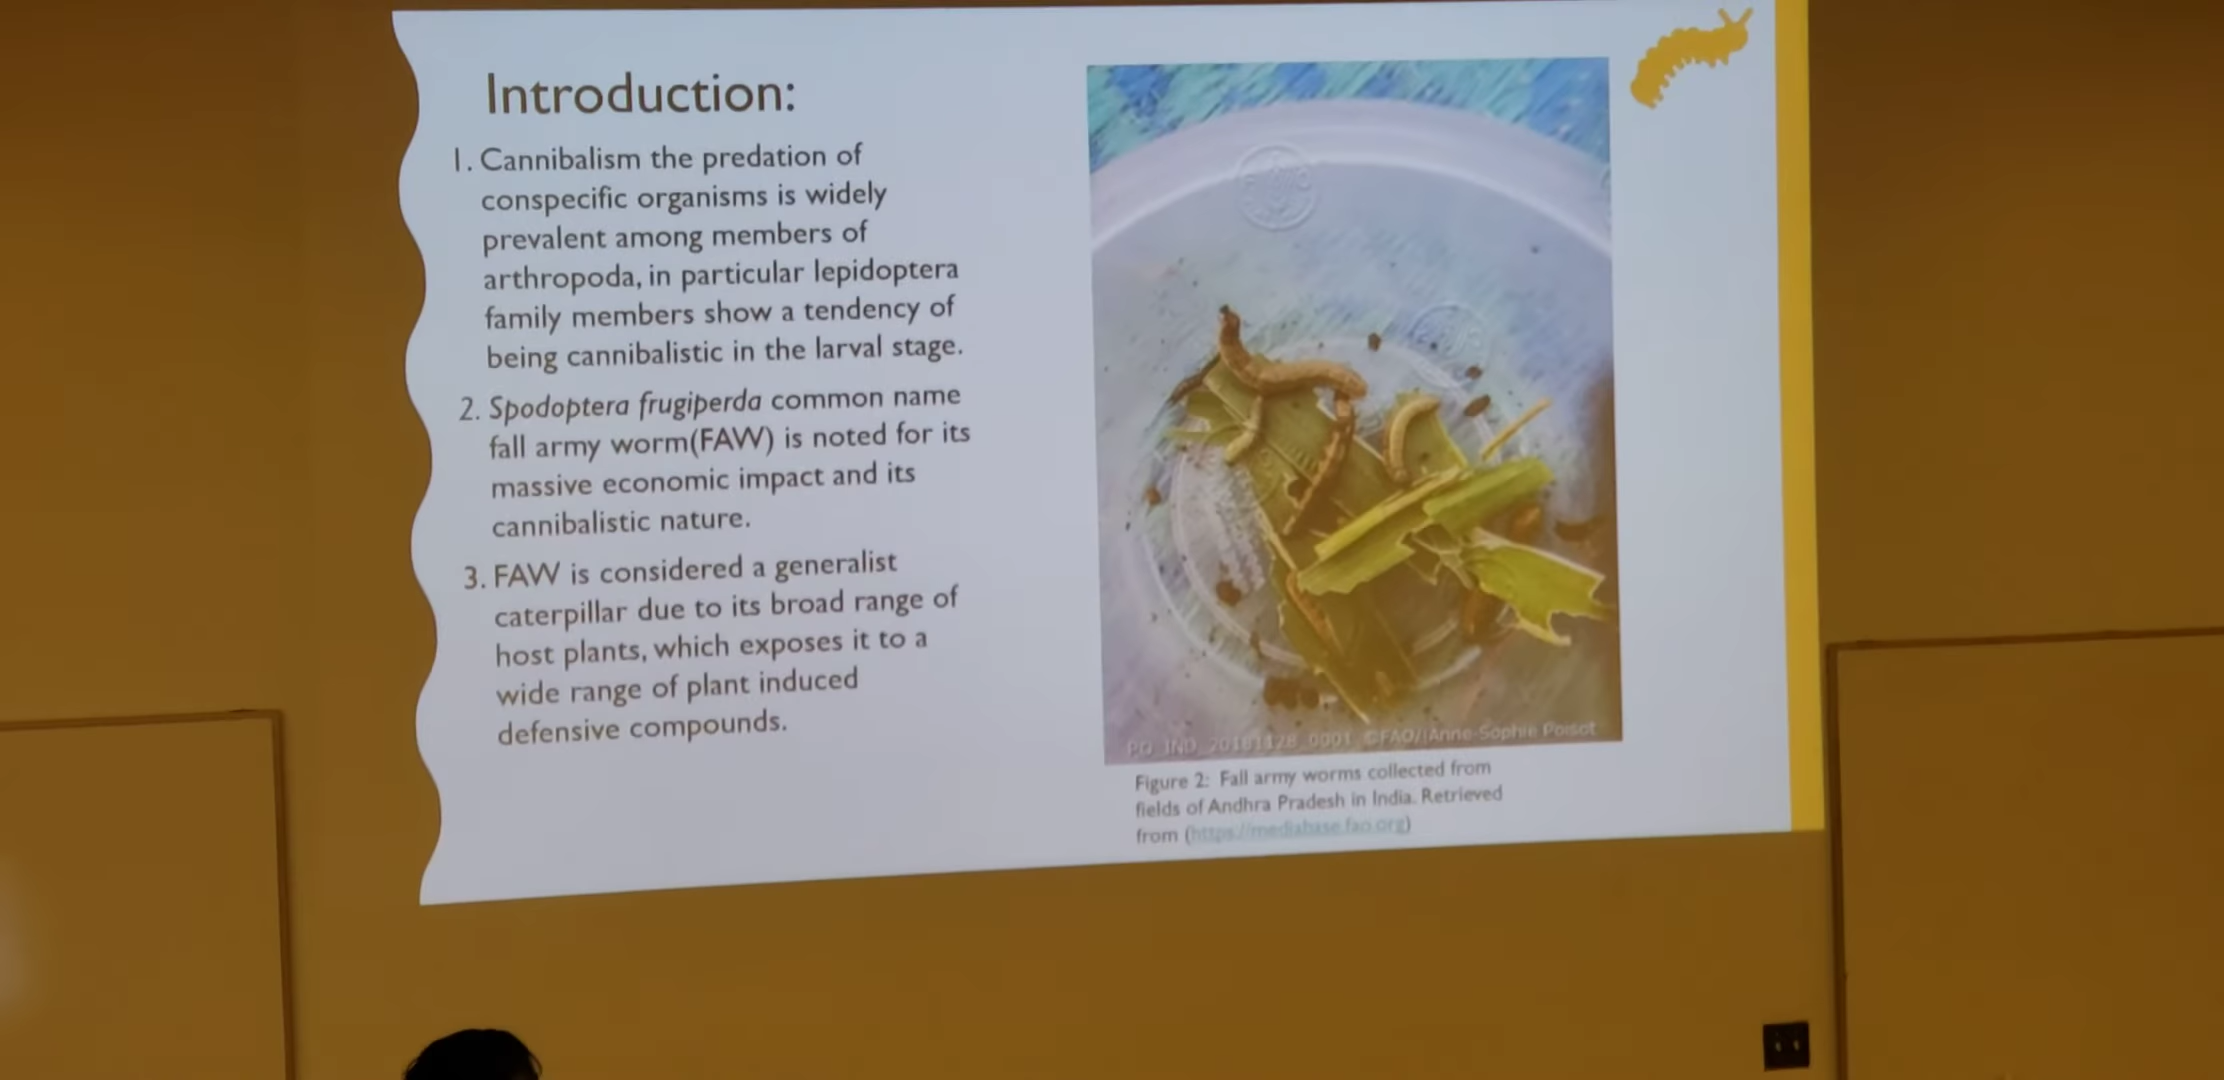 Introduction:
1. Cannibalism the predation of
conspecific organisms is widely
prevalent among members of
arthropoda, in particular lepidoptera
family members show a tendency of
being cannibalistic in the larval stage.
2. Spodoptera frugiperda common name
fall army worm(FAW) is noted for its
massive economic impact and its
cannibalistic nature.
3. FAW is considered a generalist
caterpillar due to its broad range of
host plants, which exposes it to a
wide range of plant induced
defensive compounds.
PG_IND_20181128_0001 ©FAO//Anne-Sophie Poisot
Figure 2: Fall army worms collected from
fields of Andhra Pradesh in India. Retrieved
from (https://mediabase.fao.org)